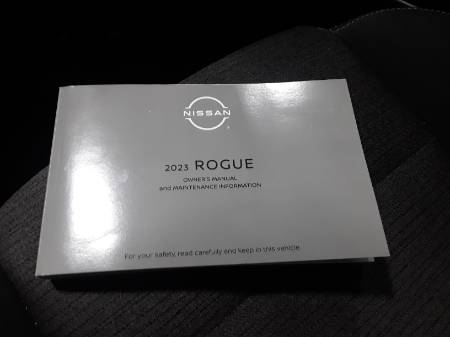 NISSAN
2023 ROGUE
OWNER'S MANUAL
and MAINTENANCE INFORMATION
For your safety, read carefully and keep in this vehicle.